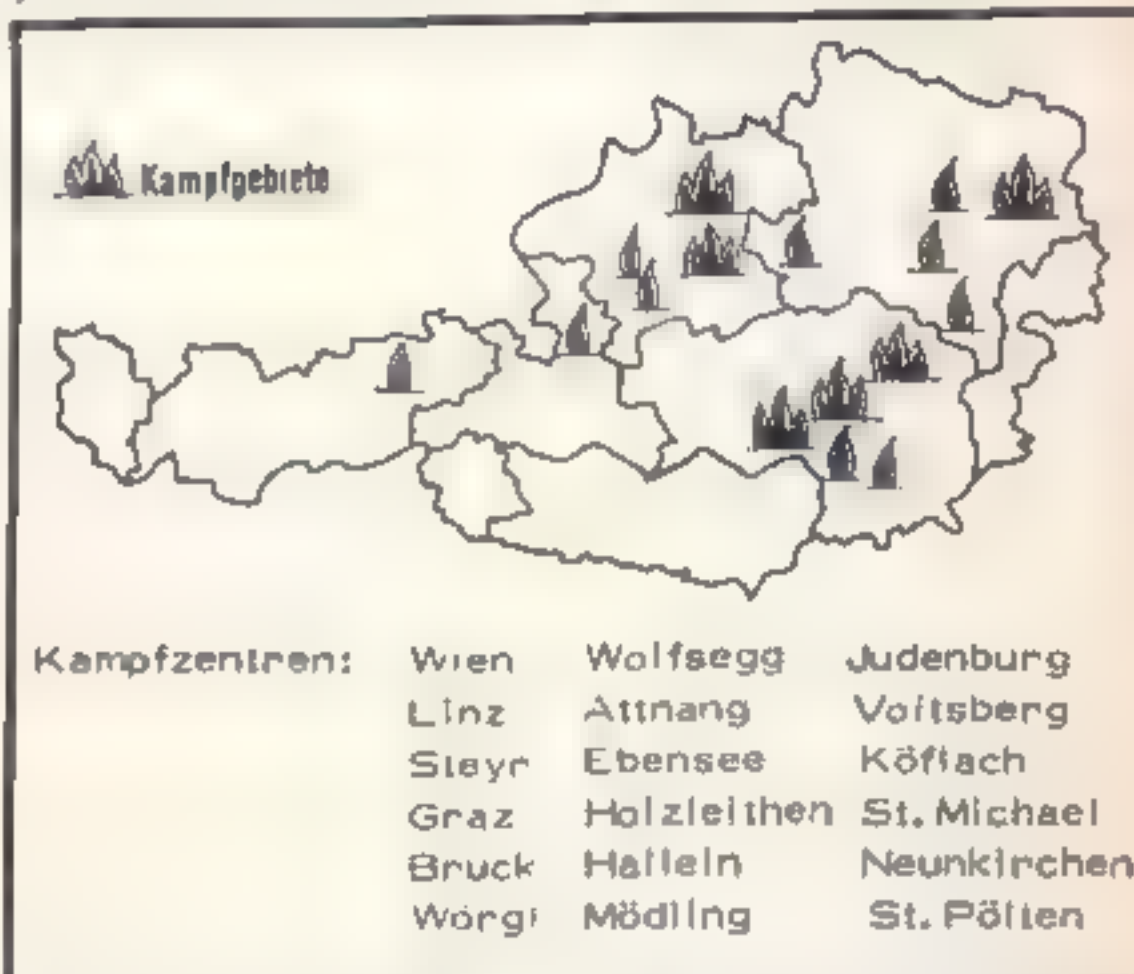 Kampfgebiete
Kampfzentren: Wien Wolfsegg Judenburg
Linz Attnang Voitsberg
Steyr Ebensee Köflach
Graz Holzleithen St. Michael
Bruck Hallein Neunkirchen
Wörgl Mödling St. Pölten